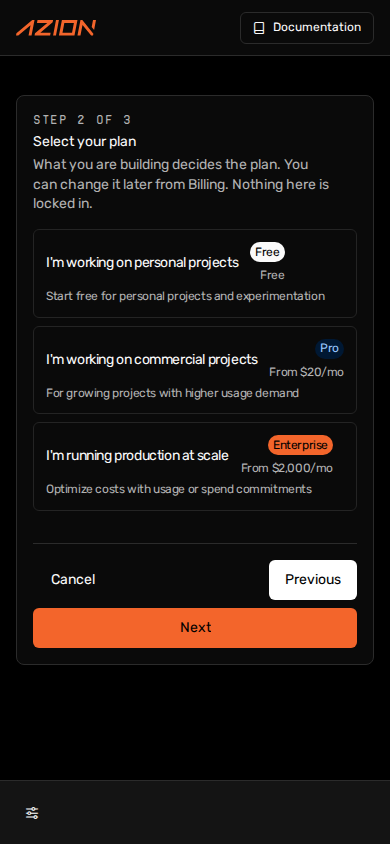 AZION
Documentation
STEP 2 OF 3
Select your plan
What you are building decides the plan. You
can change it later from Billing. Nothing here is
locked in.
I'm working on personal projects
Free
Free
Start free for personal projects and experimentation
I'm working on commercial projects
Pro
From $20/mo
For growing projects with higher usage demand
I'm running production at scale
Enterprise
From $2,000/mo
Optimize costs with usage or spend commitments
Cancel
Previous
Next